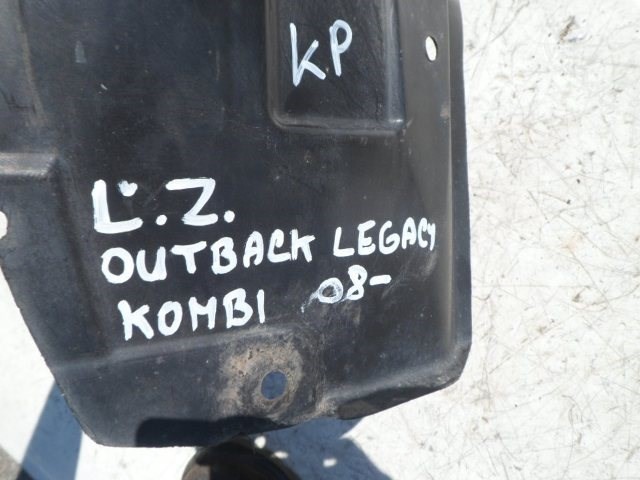 KP
L.Z.
OUTBACK LEGACY
KOMBI 08-